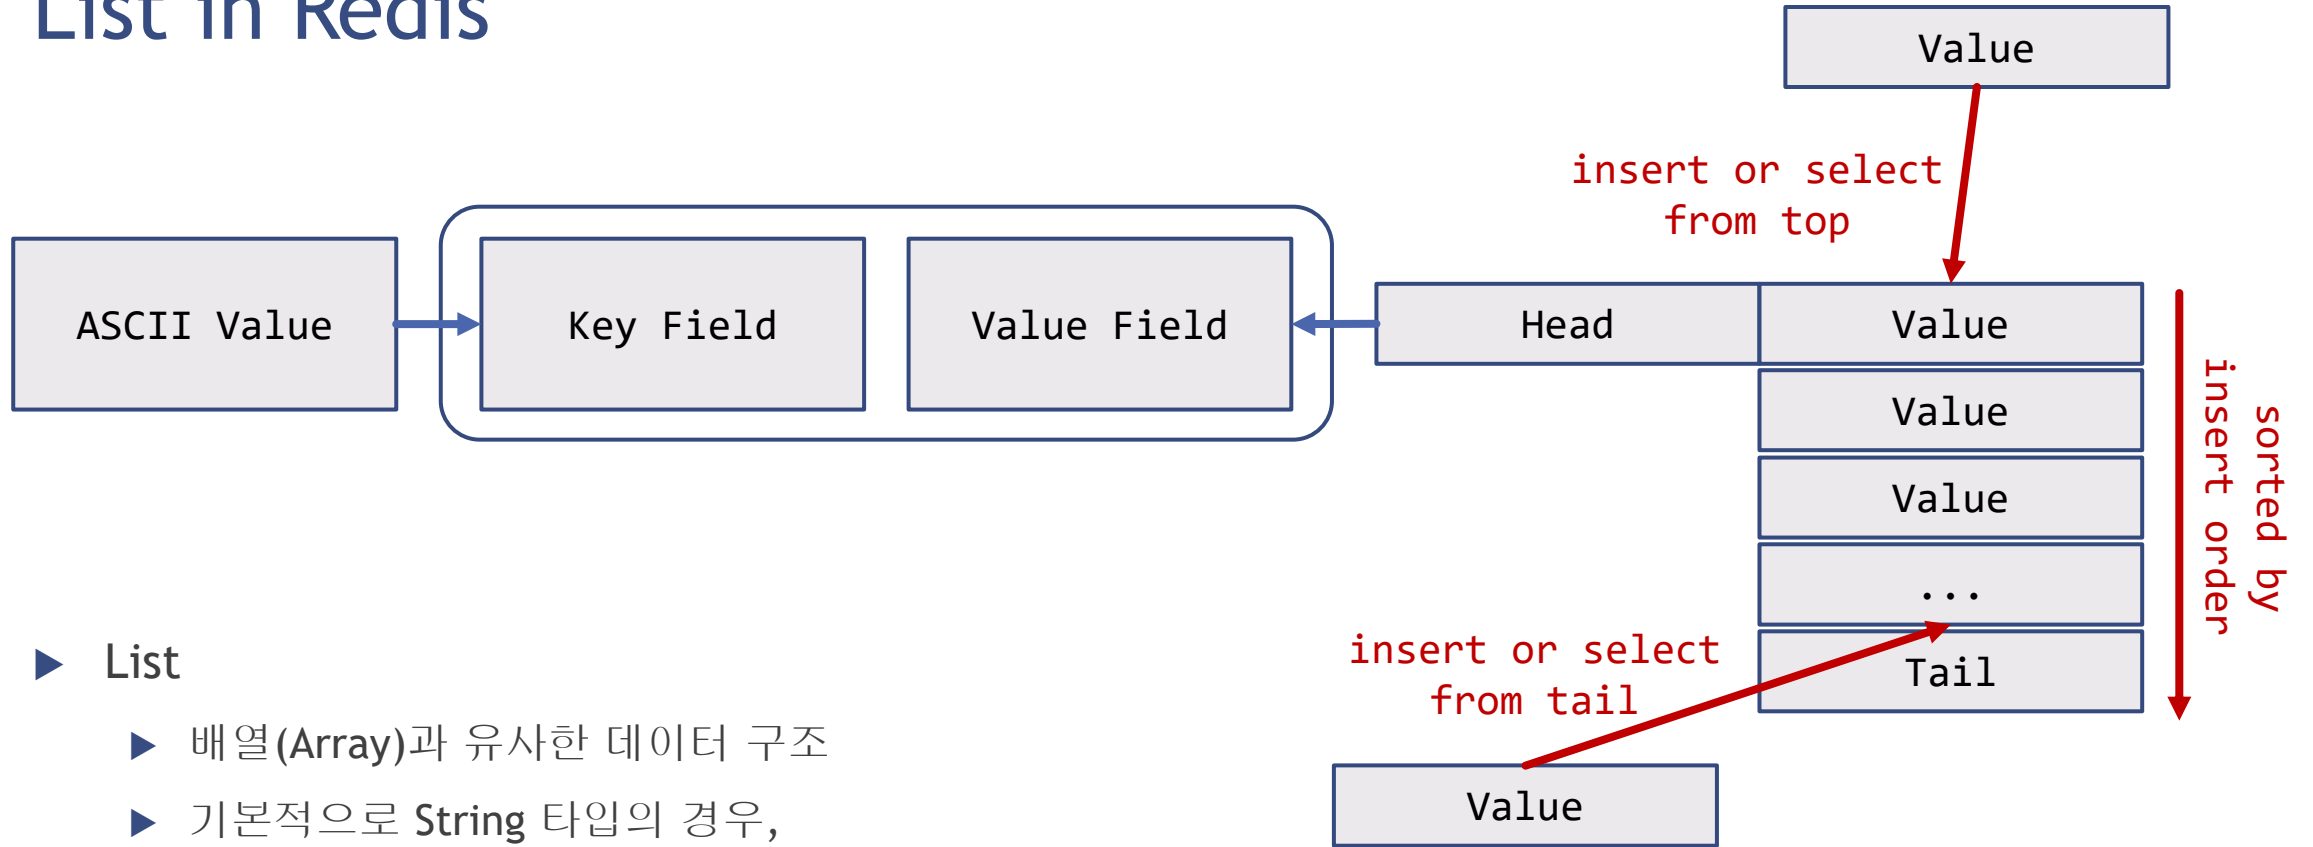 List in Redis
Value
insert or select
from top
ASCII Value
Key Field
Value Field
Head
Value
Value
Value
...
Tail
sorted by
insert order
insert or select
from tail
Value
List
배열(Array)과 유사한 데이터 구조
기본적으로 String 타입의 경우,